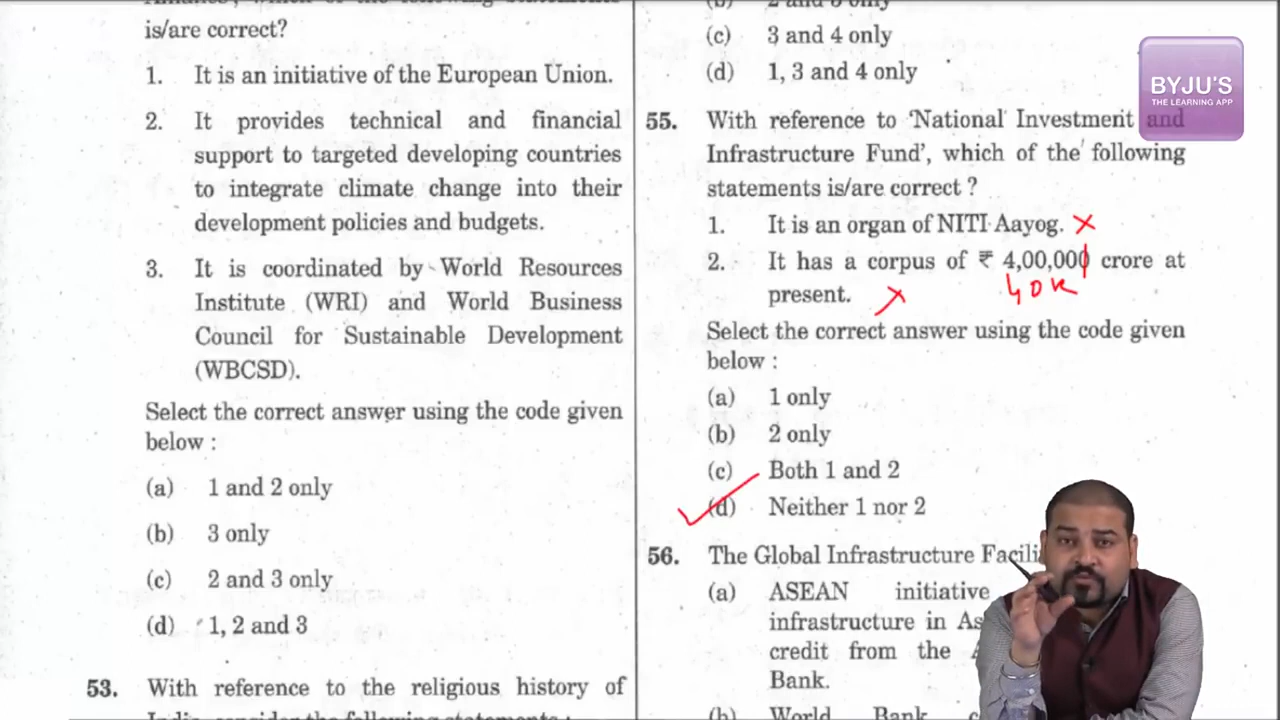 is/are correct?
1. It is an initiative of the European Union.
2. It provides technical and financial
support to targeted developing countries
to integrate climate change into their
development policies and budgets.
3. It is coordinated by World Resources
Institute (WRI) and World Business
Council for Sustainable Development
(WBCSD).
Select the correct answer using the code given
below :
(a) 1 and 2 only
(b) 3 only
(c) 2 and 3 only
(d) 1, 2 and 3
53. With reference to the religious history of
(b) 2 and 3 only
(c) 3 and 4 only
(d) 1, 3 and 4 only
55. With reference to 'National Investment and
Infrastructure Fund', which of the following
statements is/are correct ?
1. It is an organ of NITI Aayog.
2. It has a corpus of ₹ 4,00,000 crore at
40K
present.
Select the correct answer using the code given
below :
(a) 1 only
(b) 2 only
(c) Both 1 and 2
(d) Neither 1 nor 2
56. The Global Infrastructure
(a) ASEAN initiative
infrastructure in
credit from the
Bank.
(b) World Bank
BYJU'S
THE LEARNING APP